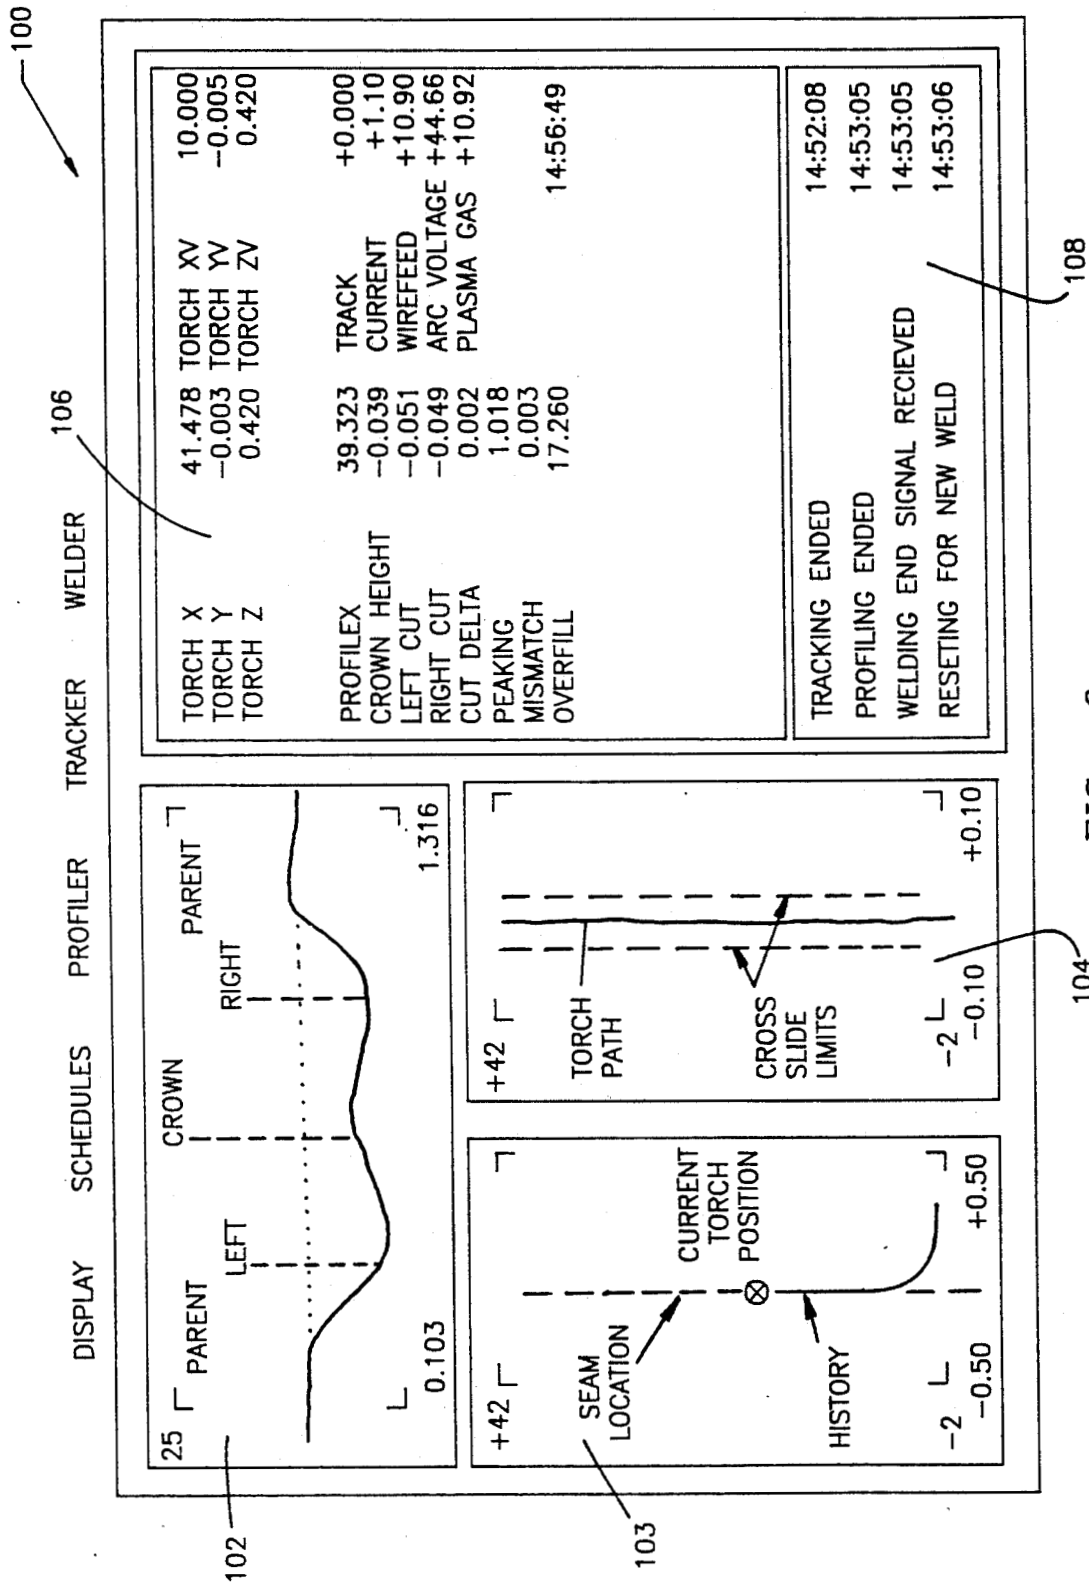 100
DISPLAY SCHEDULES PROFILER TRACKER WELDER
25
PARENT
LEFT
CROWN
RIGHT
PARENT
0.103
1.316
102
106
TORCH X 41.478 TORCH XV 10.000
TORCH Y -0.003 TORCH YV -0.005
TORCH Z 0.420 TORCH ZV 0.420
PROFILEX 39.323 TRACK +0.000
CROWN HEIGHT -0.039 CURRENT +1.10
LEFT CUT -0.051 WIREFEED +10.90
RIGHT CUT -0.049 ARC VOLTAGE +44.66
CUT DELTA 0.002 PLASMA GAS +10.92
PEAKING 1.018
MISMATCH 0.003
OVERFILL 17.260 14:56:49
+42
SEAM
LOCATION
CURRENT
TORCH
POSITION
HISTORY
-2
-0.50
+0.50
103
+42
TORCH
PATH
CROSS
SLIDE
LIMITS
-2
-0.10
+0.10
104
TRACKING ENDED 14:52:08
PROFILING ENDED 14:53:05
WELDING END SIGNAL RECIEVED 14:53:05
RESETING FOR NEW WELD 14:53:06
108